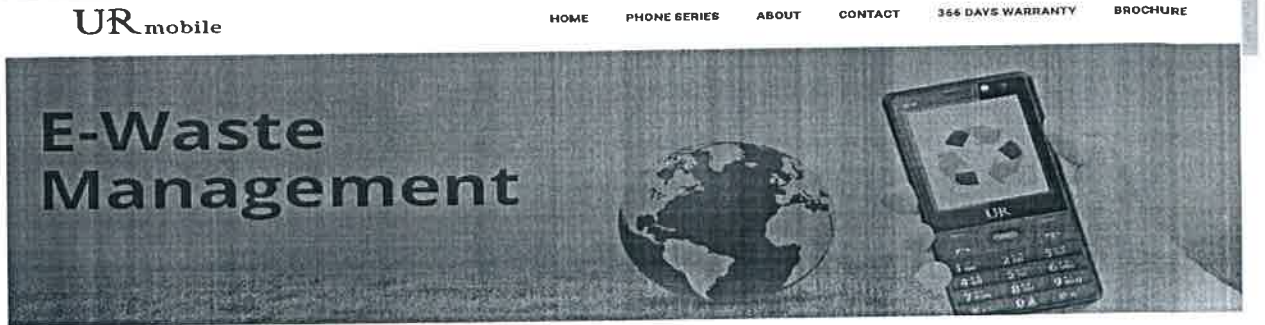 UR mobile
HOME PHONE SERIES ABOUT CONTACT 366 DAYS WARRANTY BROCHURE
E-Waste
Management
UR